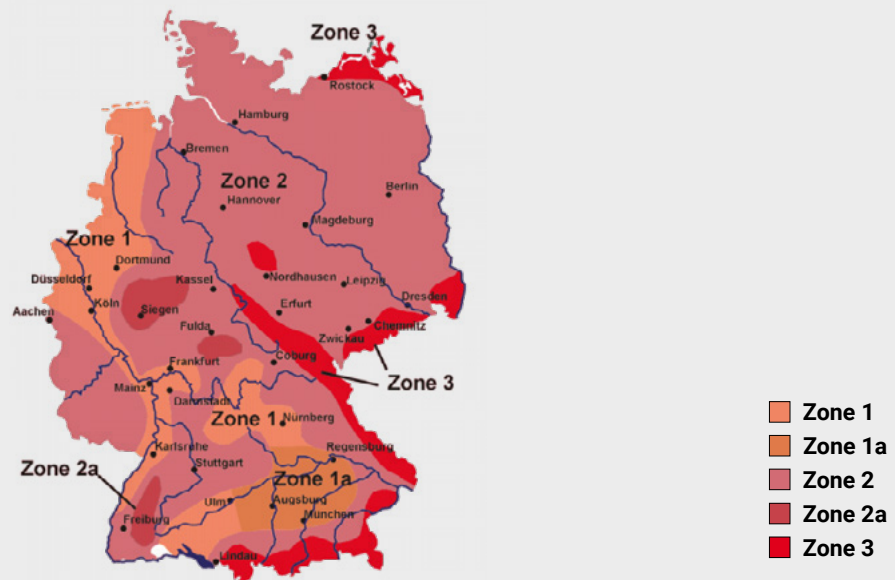 Zone 3
Rostock
Hamburg
Bremen
Zone 2
Berlin
Hannover
Magdeburg
Zone 1
Dortmund
Düsseldorf
Kassel
Nordhausen
Leipzig
Aachen
Köln
Siegen
Erfurt
Dresden
Fulda
Zwickau
Chemnitz
Frankfurt
Coburg
Zone 3
Mainz
Darmstadt
Zone 1
Nürnberg
Karlsruhe
Regensburg
Zone 2a
Stuttgart
Zone 1a
Ulm
Augsburg
München
Freiburg
Lindau
Zone 1
Zone 1a
Zone 2
Zone 2a
Zone 3